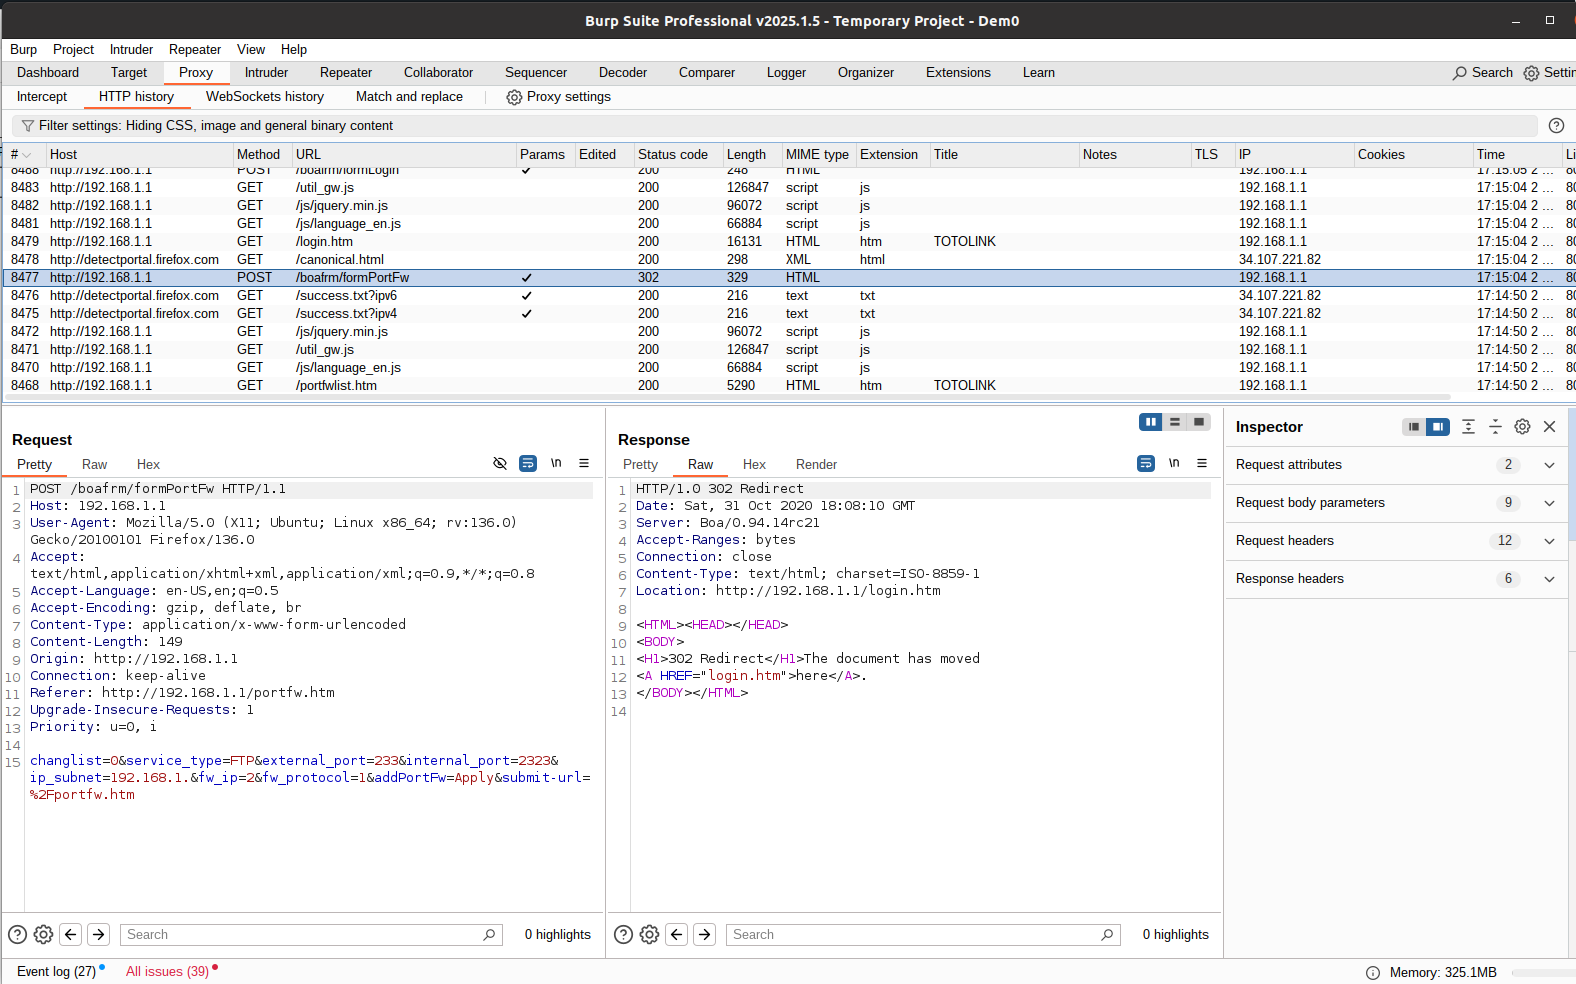 Burp Suite Professional v2025.1.5 - Temporary Project - Dem0
Burp Project Intruder Repeater View Help
Dashboard Target Proxy Intruder Repeater Collaborator Sequencer Decoder Comparer Logger Organizer Extensions Learn Search Settin
Intercept HTTP history WebSockets history Match and replace Proxy settings
Filter settings: Hiding CSS, image and general binary content
# Host Method URL Params Edited Status code Length MIME type Extension Title Notes TLS IP Cookies Time Li
8488 http://192.168.1.1 POST /boafrm/formLogin ✓ 200 248 HTML 192.168.1.1 17:15:05 2 ... 80
8483 http://192.168.1.1 GET /util_gw.js 200 126847 script js 192.168.1.1 17:15:04 2 ... 80
8482 http://192.168.1.1 GET /js/jquery.min.js 200 96072 script js 192.168.1.1 17:15:04 2 ... 80
8481 http://192.168.1.1 GET /js/language_en.js 200 66884 script js 192.168.1.1 17:15:04 2 ... 80
8479 http://192.168.1.1 GET /login.htm 200 16131 HTML htm TOTOLINK 192.168.1.1 17:15:04 2 ... 80
8478 http://detectportal.firefox.com GET /canonical.html 200 298 XML html 34.107.221.82 17:15:04 2 ... 80
8477 http://192.168.1.1 POST /boafrm/formPortFw ✓ 302 329 HTML 192.168.1.1 17:15:04 2 ... 80
8476 http://detectportal.firefox.com GET /success.txt?ipv6 ✓ 200 216 text txt 34.107.221.82 17:14:50 2 ... 80
8475 http://detectportal.firefox.com GET /success.txt?ipv4 ✓ 200 216 text txt 34.107.221.82 17:14:50 2 ... 80
8472 http://192.168.1.1 GET /js/jquery.min.js 200 96072 script js 192.168.1.1 17:14:50 2 ... 80
8471 http://192.168.1.1 GET /util_gw.js 200 126847 script js 192.168.1.1 17:14:50 2 ... 80
8470 http://192.168.1.1 GET /js/language_en.js 200 66884 script js 192.168.1.1 17:14:50 2 ... 80
8468 http://192.168.1.1 GET /portfwlist.htm 200 5290 HTML htm TOTOLINK 192.168.1.1 17:14:50 2 ... 80
Request
Pretty Raw Hex \n
1 POST /boafrm/formPortFw HTTP/1.1
2 Host: 192.168.1.1
3 User-Agent: Mozilla/5.0 (X11; Ubuntu; Linux x86_64; rv:136.0)
Gecko/20100101 Firefox/136.0
4 Accept:
text/html,application/xhtml+xml,application/xml;q=0.9,*/*;q=0.8
5 Accept-Language: en-US,en;q=0.5
6 Accept-Encoding: gzip, deflate, br
7 Content-Type: application/x-www-form-urlencoded
8 Content-Length: 149
9 Origin: http://192.168.1.1
10 Connection: keep-alive
11 Referer: http://192.168.1.1/portfw.htm
12 Upgrade-Insecure-Requests: 1
13 Priority: u=0, i
14
15 changlist=0&service_type=FTP&external_port=233&internal_port=2323&
ip_subnet=192.168.1.&fw_ip=2&fw_protocol=1&addPortFw=Apply&submit-url=
%2Fportfw.htm
Search 0 highlights
Response
Pretty Raw Hex Render \n
1 HTTP/1.0 302 Redirect
2 Date: Sat, 31 Oct 2020 18:08:10 GMT
3 Server: Boa/0.94.14rc21
4 Accept-Ranges: bytes
5 Connection: close
6 Content-Type: text/html; charset=ISO-8859-1
7 Location: http://192.168.1.1/login.htm
8
9 <HTML><HEAD></HEAD>
10 <BODY>
11 <H1>302 Redirect</H1>The document has moved
12 <A HREF="login.htm">here</A>.
13 </BODY></HTML>
14
Search 0 highlights
Inspector
Request attributes 2
Request body parameters 9
Request headers 12
Response headers 6
Event log (27) All issues (39) Memory: 325.1MB